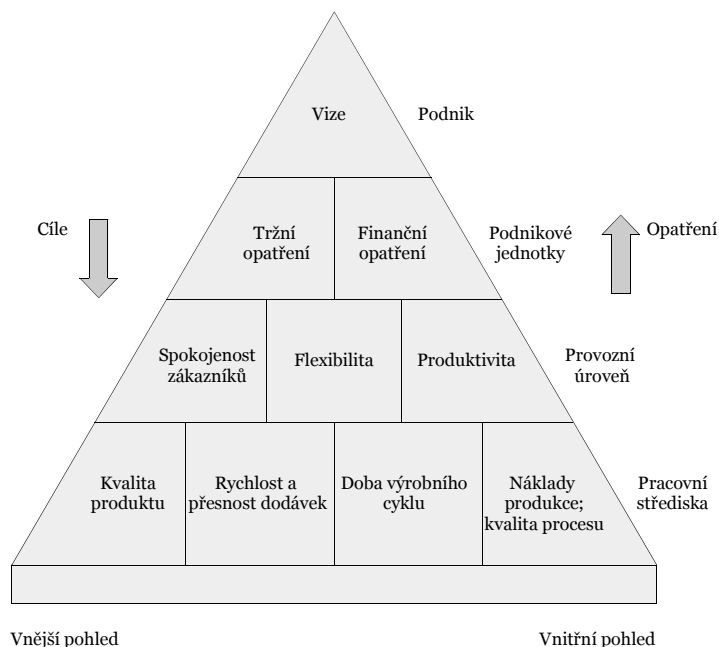 Vize
Podnik
Cíle
Tržní
opatření
Finanční
opatření
Podnikové
jednotky
Opatření
Spokojenost
zákazníků
Flexibilita
Produktivita
Provozní
úroveň
Kvalita
produktu
Rychlost a
přesnost dodávek
Doba výrobního
cyklu
Náklady
produkce;
kvalita procesu
Pracovní
střediska
Vnější pohled
Vnitřní pohled